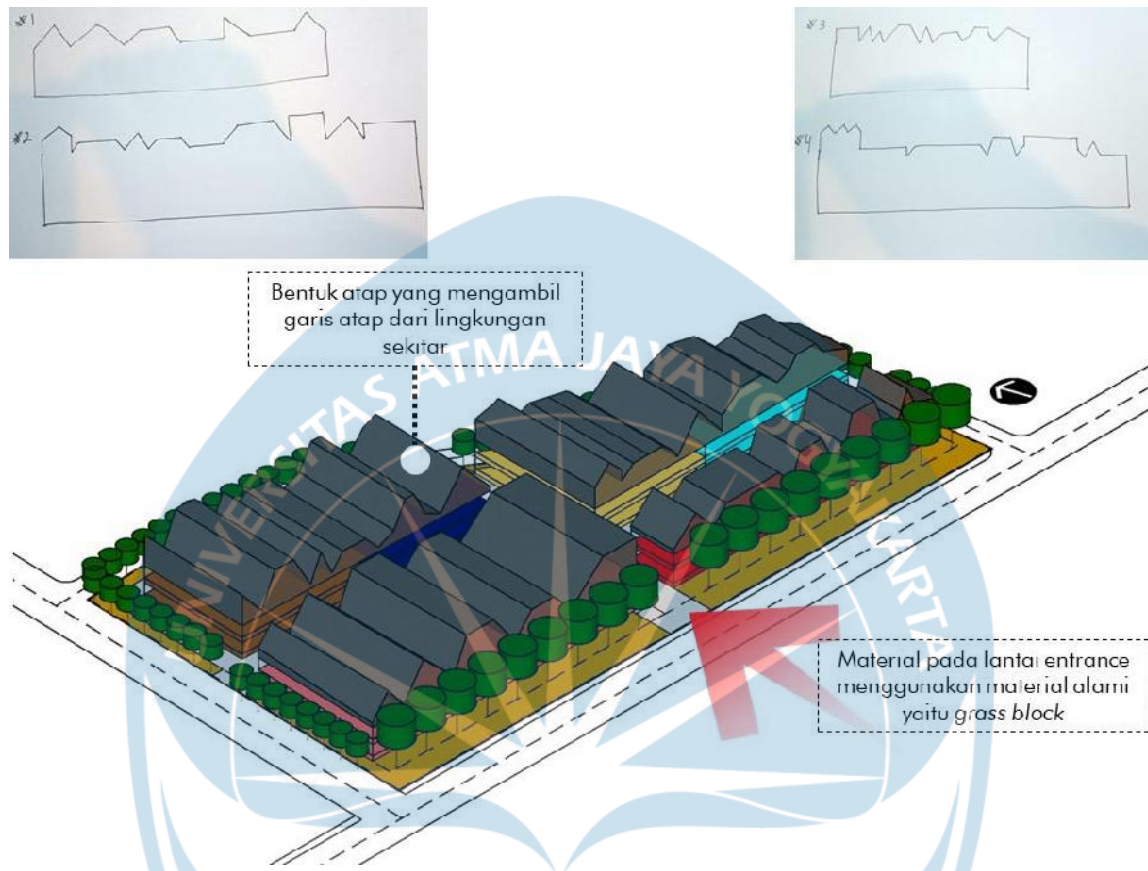 #1
#3
#2
#4
Bentuk atap yang mengambil
garis atap dari lingkungan
sekitar
UNIVERSITAS ATMA JAYA YOGYAKARTA
Material pada lantai entrance
menggunakan material alami
yaitu grass block